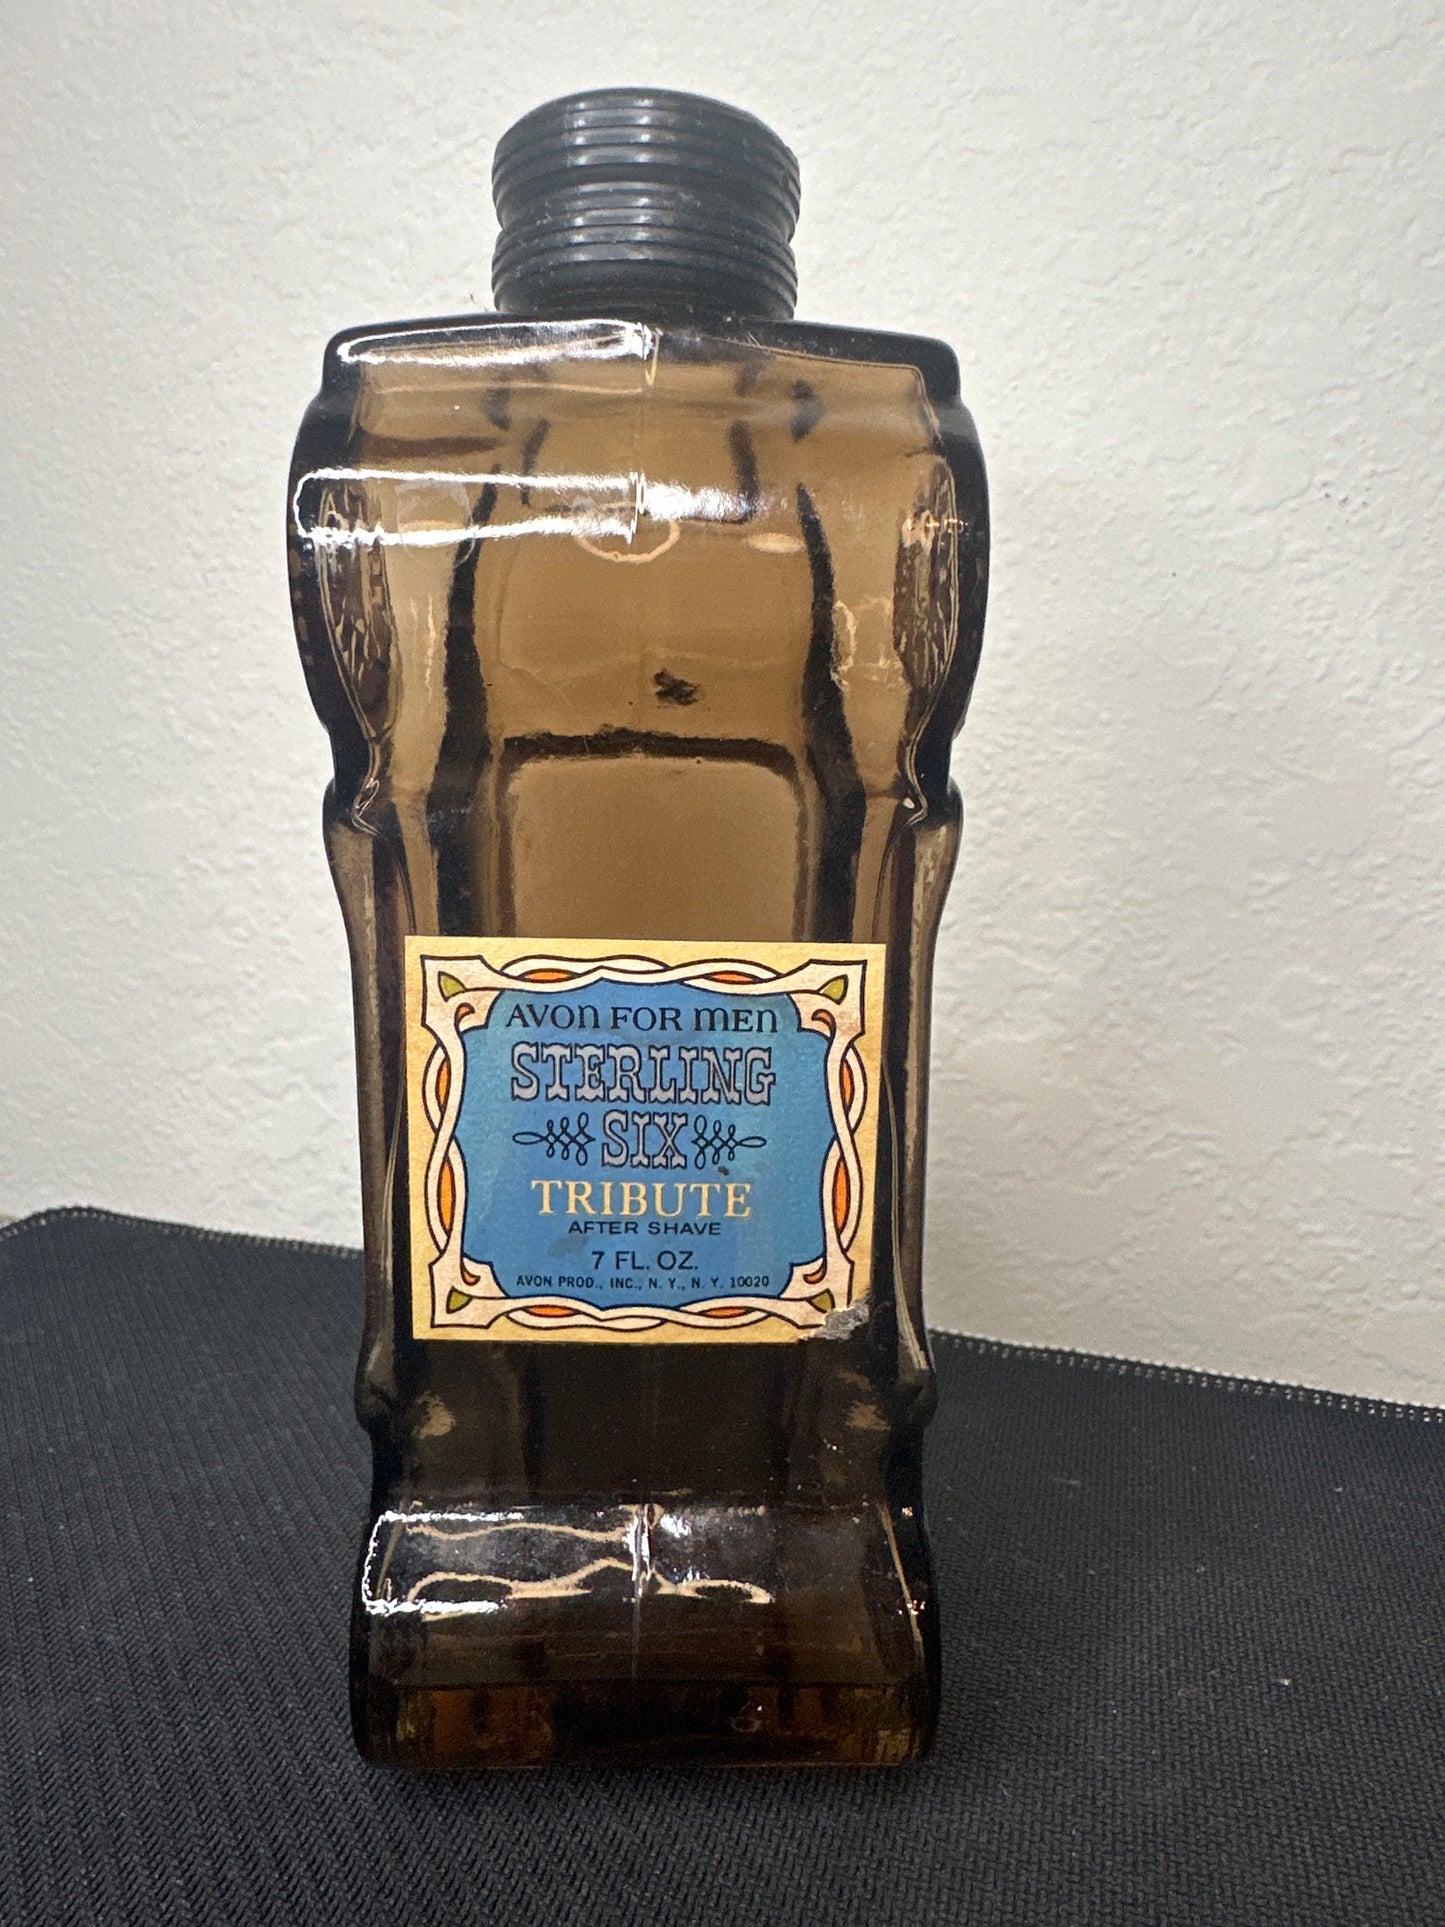 AVON FOR MEN
STERLING
SIX
TRIBUTE
AFTER SHAVE
7 FL. OZ.
AVON PROD., INC., N. Y., N. Y. 10020